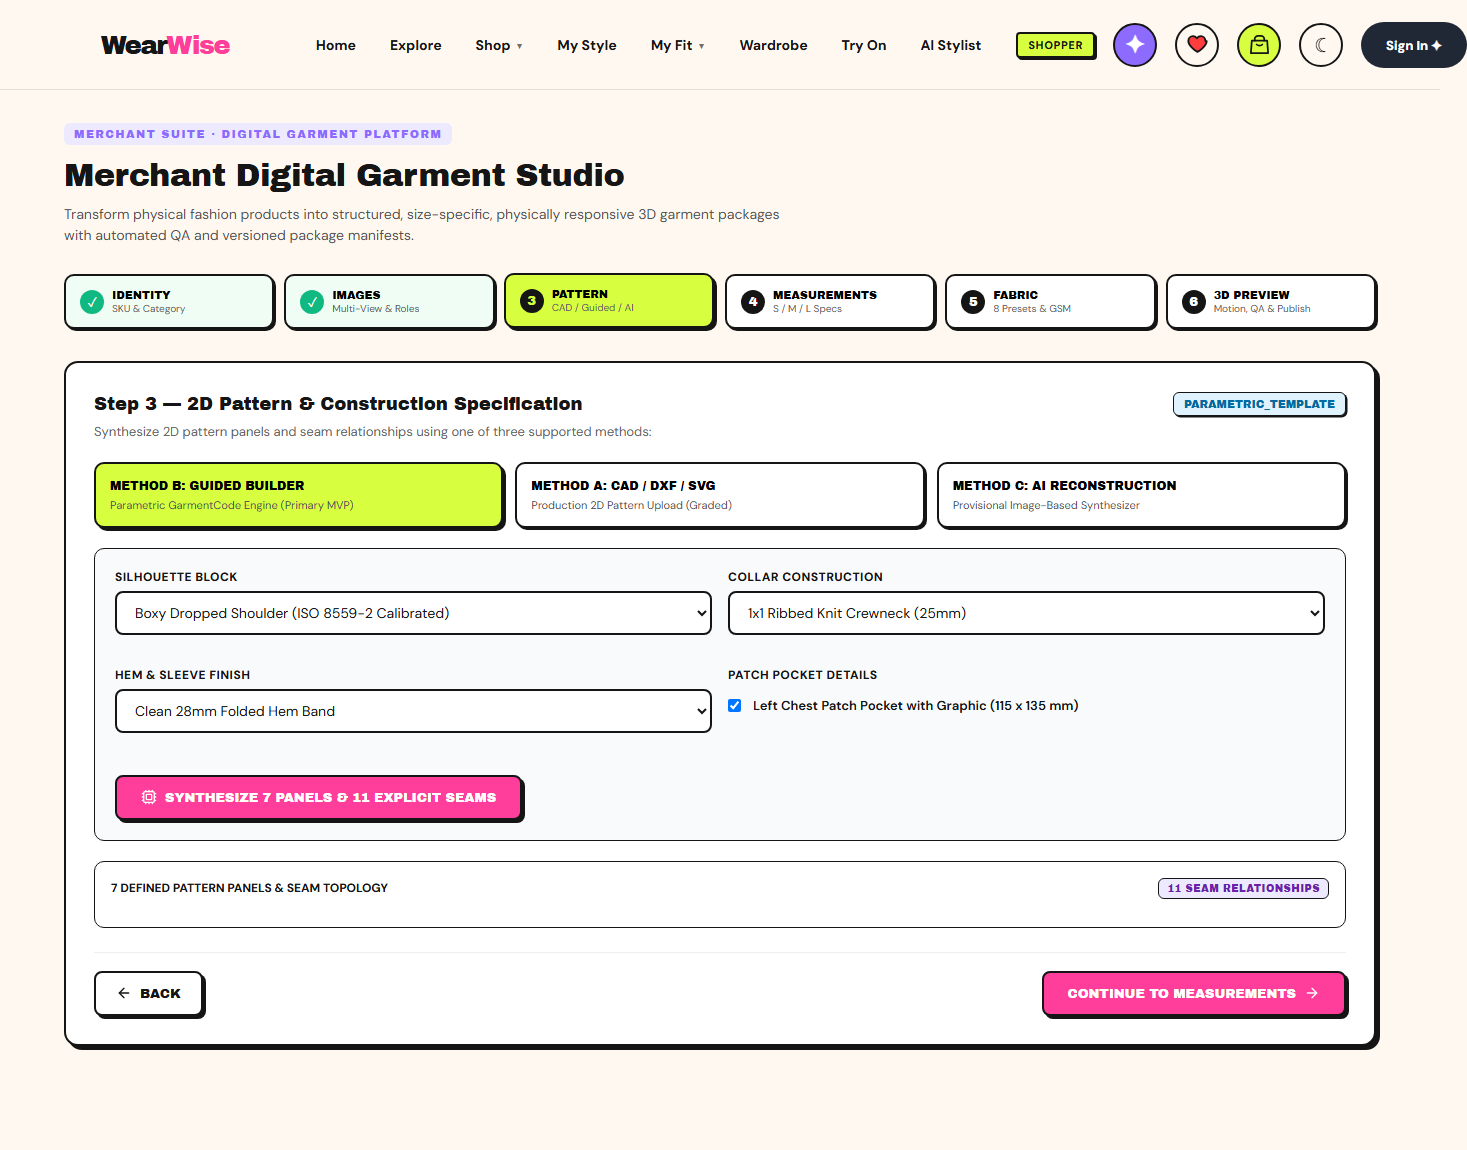 WearWise
Home
Explore
Shop ▾
My Style
My Fit ▾
Wardrobe
Try On
AI Stylist
SHOPPER
Sign In ✦
MERCHANT SUITE · DIGITAL GARMENT PLATFORM
Merchant Digital Garment Studio
Transform physical fashion products into structured, size-specific, physically responsive 3D garment packages
with automated QA and versioned package manifests.
✓ IDENTITY
SKU & Category
✓ IMAGES
Multi-View & Roles
3 PATTERN
CAD / Guided / AI
4 MEASUREMENTS
S / M / L Specs
5 FABRIC
8 Presets & GSM
6 3D PREVIEW
Motion, QA & Publish
Step 3 — 2D Pattern & Construction Specification
PARAMETRIC_TEMPLATE
Synthesize 2D pattern panels and seam relationships using one of three supported methods:
METHOD B: GUIDED BUILDER
Parametric GarmentCode Engine (Primary MVP)
METHOD A: CAD / DXF / SVG
Production 2D Pattern Upload (Graded)
METHOD C: AI RECONSTRUCTION
Provisional Image-Based Synthesizer
SILHOUETTE BLOCK
Boxy Dropped Shoulder (ISO 8559-2 Calibrated)
COLLAR CONSTRUCTION
1x1 Ribbed Knit Crewneck (25mm)
HEM & SLEEVE FINISH
Clean 28mm Folded Hem Band
PATCH POCKET DETAILS
Left Chest Patch Pocket with Graphic (115 x 135 mm)
SYNTHESIZE 7 PANELS & 11 EXPLICIT SEAMS
7 DEFINED PATTERN PANELS & SEAM TOPOLOGY
11 SEAM RELATIONSHIPS
← BACK
CONTINUE TO MEASUREMENTS →